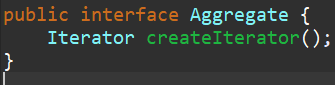 public interface Aggregate {
    Iterator createIterator();
}